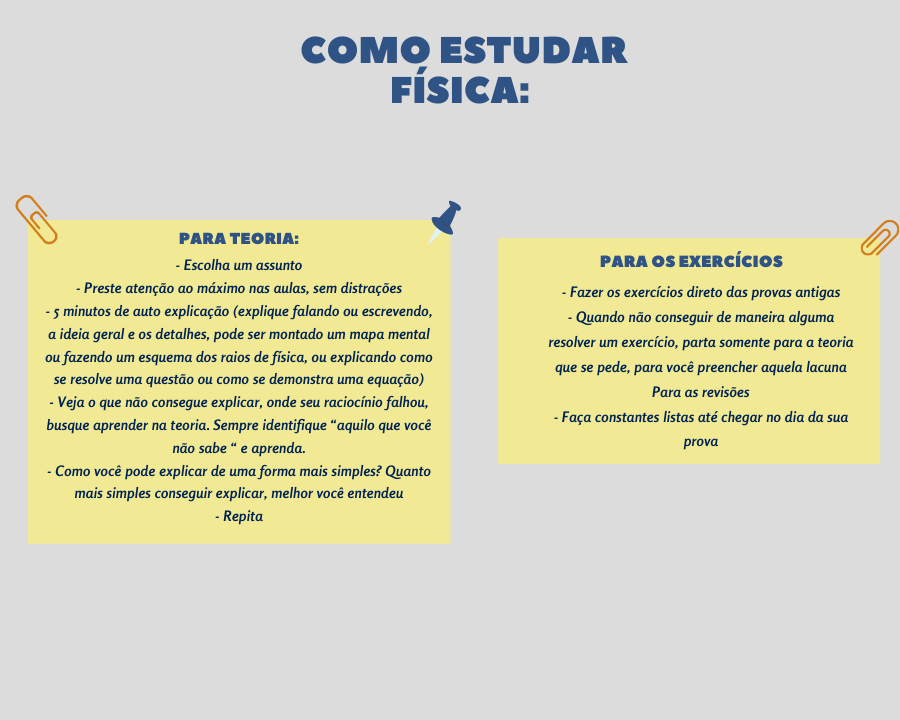 COMO ESTUDAR
FÍSICA:
PARA TEORIA:
- Escolha um assunto
- Preste atenção ao máximo nas aulas, sem distrações
- 5 minutos de auto explicação (explique falando ou escrevendo,
a ideia geral e os detalhes, pode ser montado um mapa mental
ou fazendo um esquema dos raios de física, ou explicando como
se resolve uma questão ou como se demonstra uma equação)
- Veja o que não consegue explicar, onde seu raciocínio falhou,
busque aprender na teoria. Sempre identifique “aquilo que você
não sabe “ e aprenda.
- Como você pode explicar de uma forma mais simples? Quanto
mais simples conseguir explicar, melhor você entendeu
- Repita
PARA OS EXERCÍCIOS
- Fazer os exercícios direto das provas antigas
- Quando não conseguir de maneira alguma
resolver um exercício, parta somente para a teoria
que se pede, para você preencher aquela lacuna
Para as revisões
- Faça constantes listas até chegar no dia da sua
prova